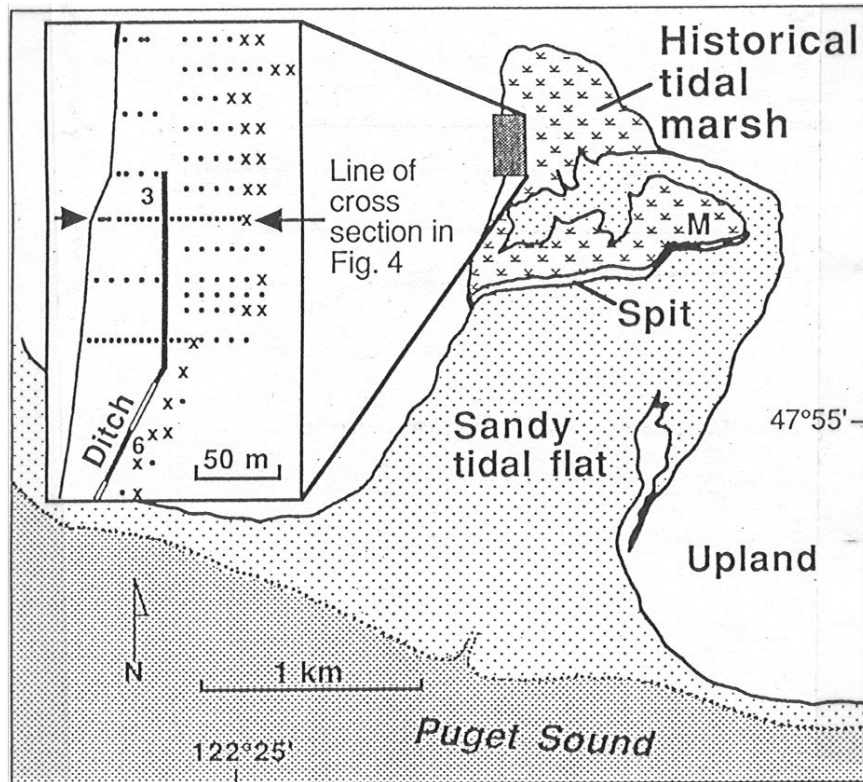 Historical
tidal
marsh
x x
x x
x x
x x
x x
x x
3
Line of
cross
section in
Fig. 4
x
M
x
x x
x x
Spit
x
x
Ditch
x
x x
6
x
x
50 m
Sandy
tidal flat
47°55'
Upland
N
1 km
Puget Sound
122°25'